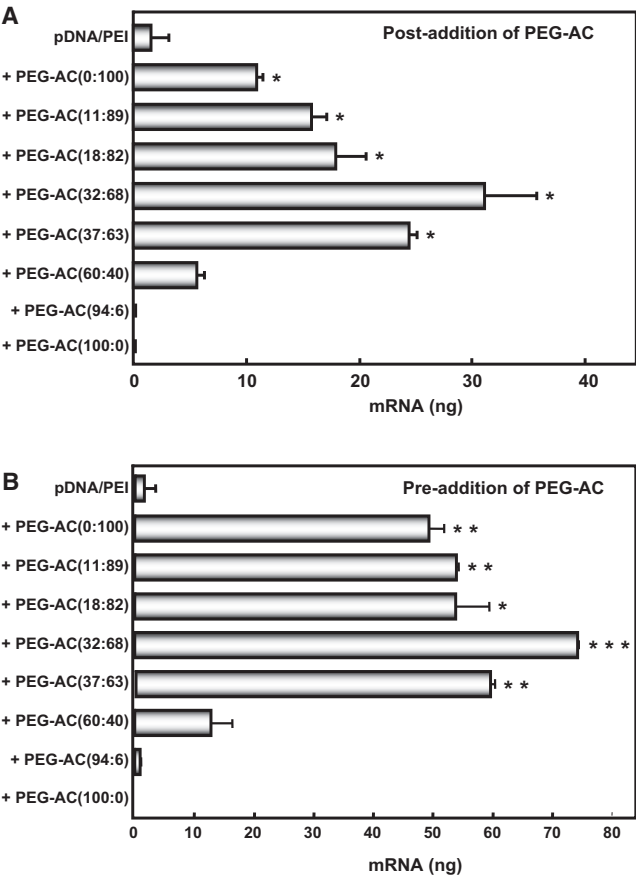 A
Post-addition of PEG-AC
pDNA/PEI
+ PEG-AC(0:100) *
+ PEG-AC(11:89) *
+ PEG-AC(18:82) *
+ PEG-AC(32:68) *
+ PEG-AC(37:63) *
+ PEG-AC(60:40)
+ PEG-AC(94:6)
+ PEG-AC(100:0)
0 10 20 30 40
mRNA (ng)
B
Pre-addition of PEG-AC
pDNA/PEI
+ PEG-AC(0:100) * *
+ PEG-AC(11:89) * *
+ PEG-AC(18:82) *
+ PEG-AC(32:68) * * *
+ PEG-AC(37:63) * *
+ PEG-AC(60:40)
+ PEG-AC(94:6)
+ PEG-AC(100:0)
0 10 20 30 40 50 60 70 80
mRNA (ng)